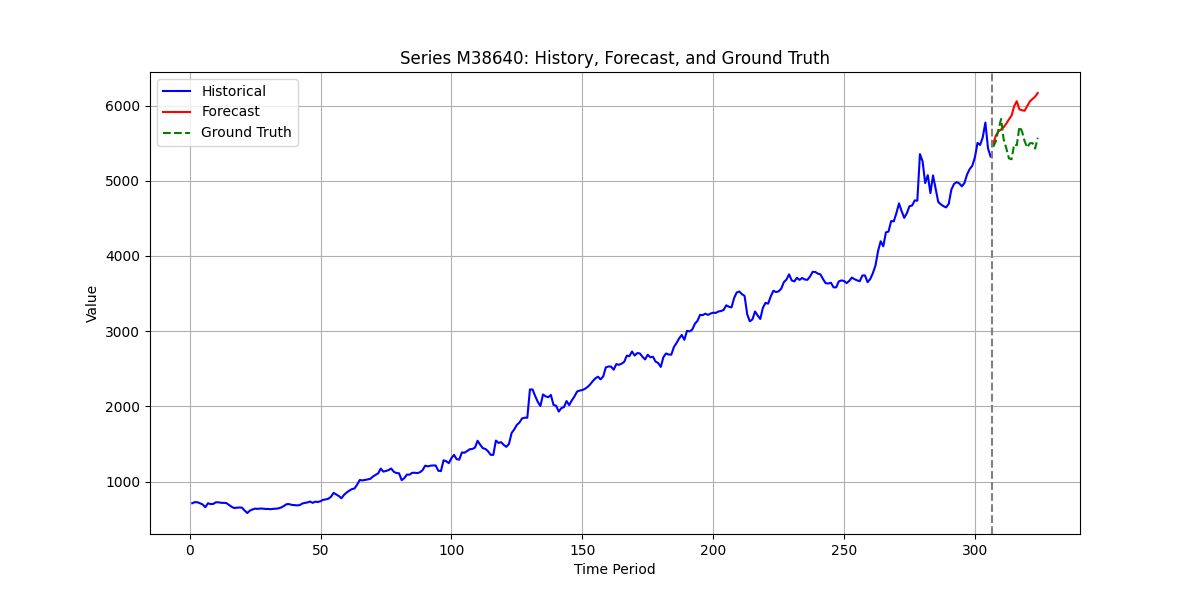 Series M38640: History, Forecast, and Ground Truth
Historical
Forecast
Ground Truth
6000
5000
4000
3000
2000
1000
Value
0 50 100 150 200 250 300
Time Period